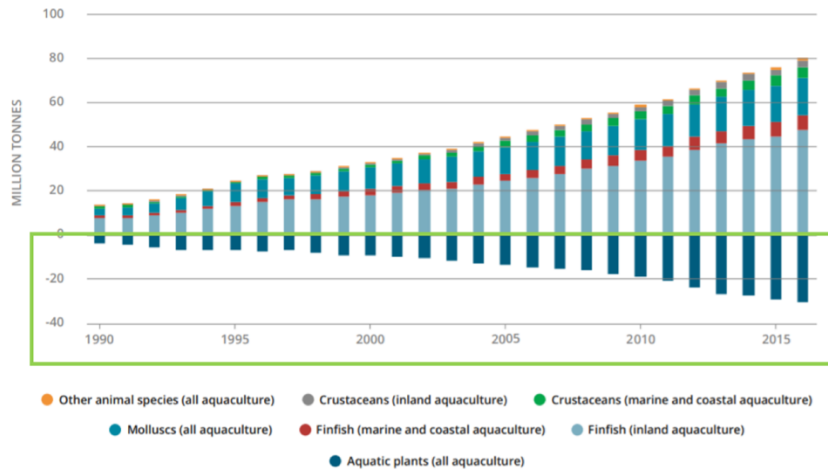 100
80
60
40
20
0
-20
-40
MILLION TONNES
1990 1995 2000 2005 2010 2015
Other animal species (all aquaculture) Crustaceans (inland aquaculture) Crustaceans (marine and coastal aquaculture)
Molluscs (all aquaculture) Finfish (marine and coastal aquaculture) Finfish (inland aquaculture)
Aquatic plants (all aquaculture)